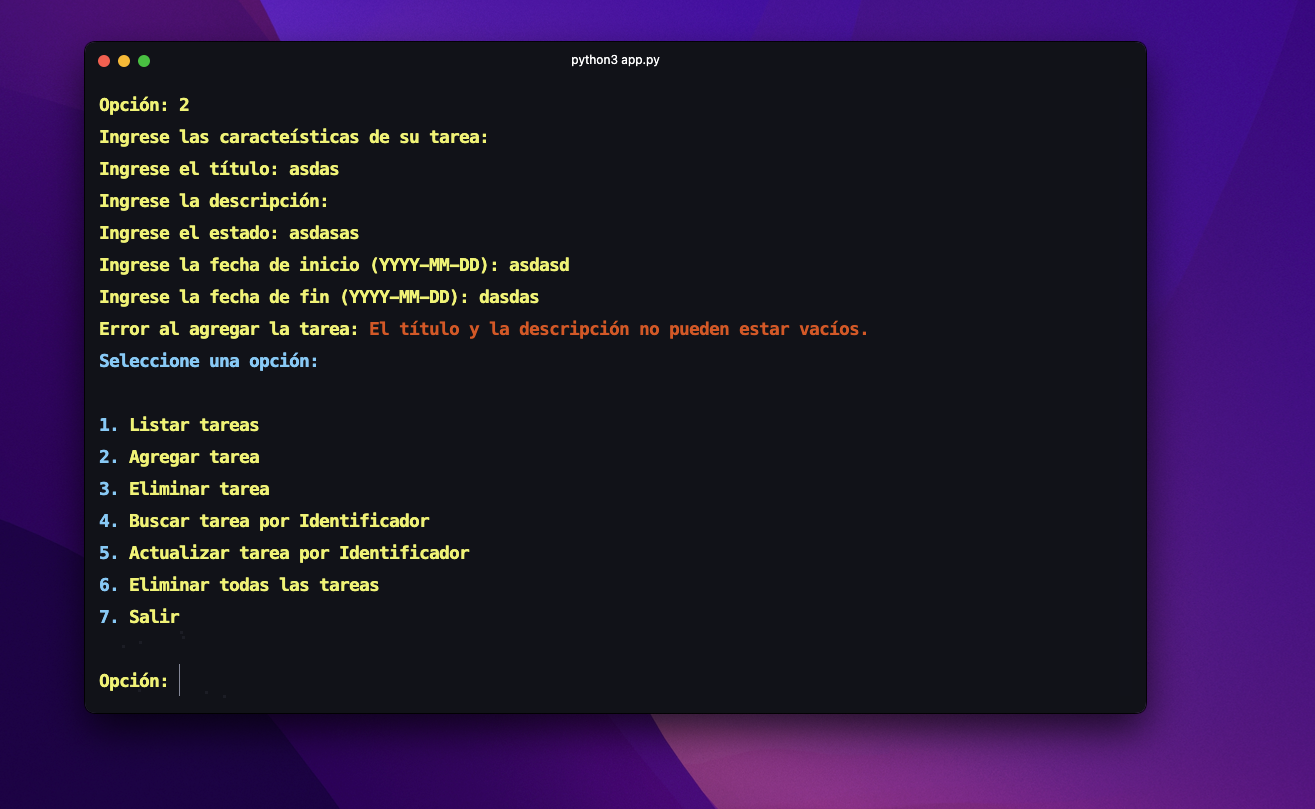 python3 app.py
Opción: 2
Ingrese las caracteísticas de su tarea:
Ingrese el título: asdas
Ingrese la descripción:
Ingrese el estado: asdasas
Ingrese la fecha de inicio (YYYY-MM-DD): asdasd
Ingrese la fecha de fin (YYYY-MM-DD): dasdas
Error al agregar la tarea: El título y la descripción no pueden estar vacíos.
Seleccione una opción:
1. Listar tareas
2. Agregar tarea
3. Eliminar tarea
4. Buscar tarea por Identificador
5. Actualizar tarea por Identificador
6. Eliminar todas las tareas
7. Salir
Opción: